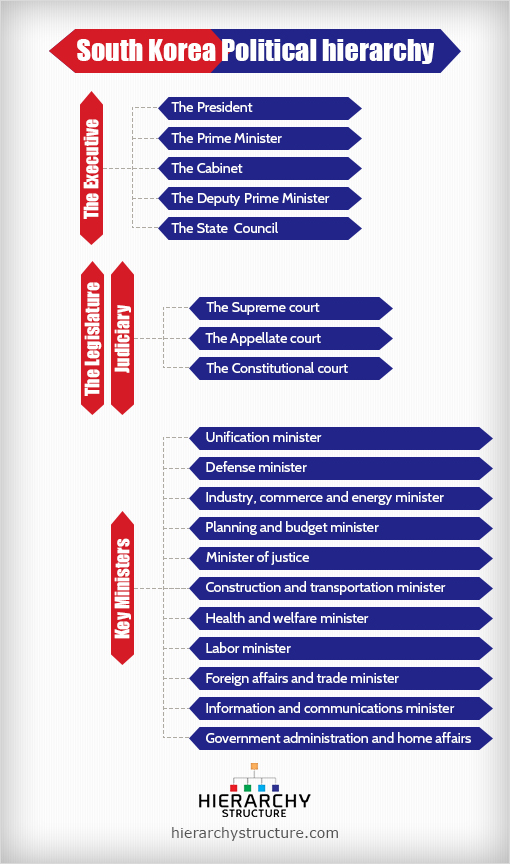 South Korea Political hierarchy
The Executive
The President
The Prime Minister
The Cabinet
The Deputy Prime Minister
The State Council
The Legislature
Judiciary
The Supreme court
The Appellate court
The Constitutional court
Key Ministers
Unification minister
Defense minister
Industry, commerce and energy minister
Planning and budget minister
Minister of justice
Construction and transportation minister
Health and welfare minister
Labor minister
Foreign affairs and trade minister
Information and communications minister
Government administration and home affairs
HIERARCHY
STRUCTURE
hierarchystructure.com